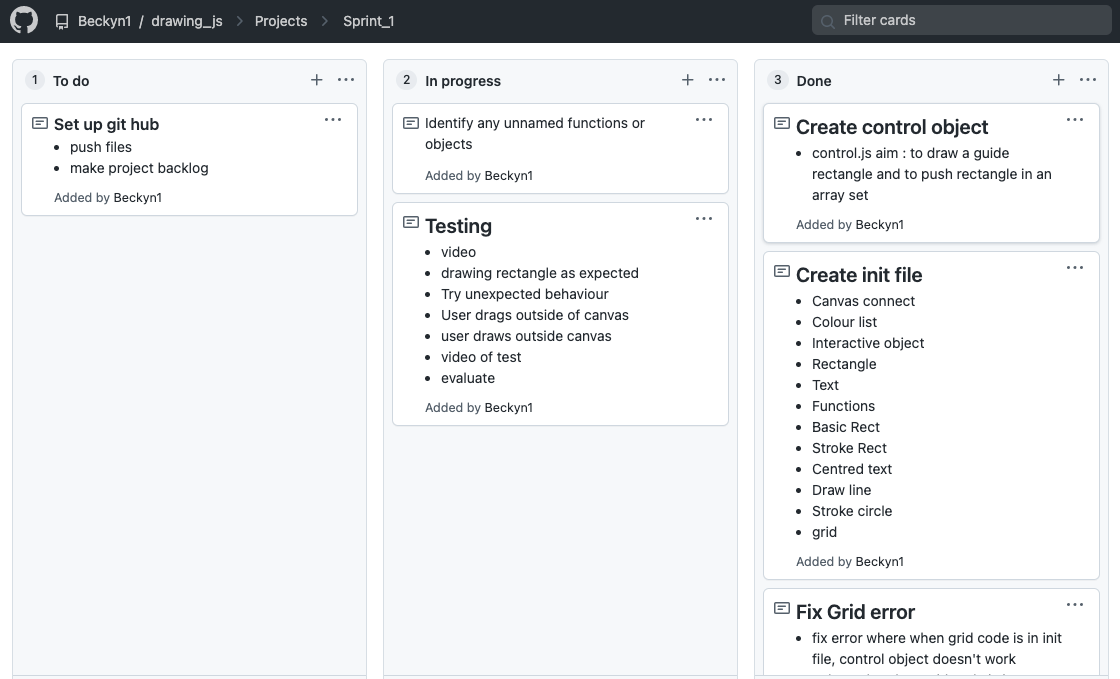 Beckyn1 / drawing_js > Projects > Sprint_1
Filter cards
1 To do
Set up git hub
• push files
• make project backlog
Added by Beckyn1
2 In progress
Identify any unnamed functions or
objects
Added by Beckyn1
Testing
• video
• drawing rectangle as expected
• Try unexpected behaviour
• User drags outside of canvas
• user draws outside canvas
• video of test
• evaluate
Added by Beckyn1
3 Done
Create control object
• control.js aim : to draw a guide
rectangle and to push rectangle in an
array set
Added by Beckyn1
Create init file
• Canvas connect
• Colour list
• Interactive object
• Rectangle
• Text
• Functions
• Basic Rect
• Stroke Rect
• Centred text
• Draw line
• Stroke circle
• grid
Added by Beckyn1
Fix Grid error
• fix error where when grid code is in init
file, control object doesn't work